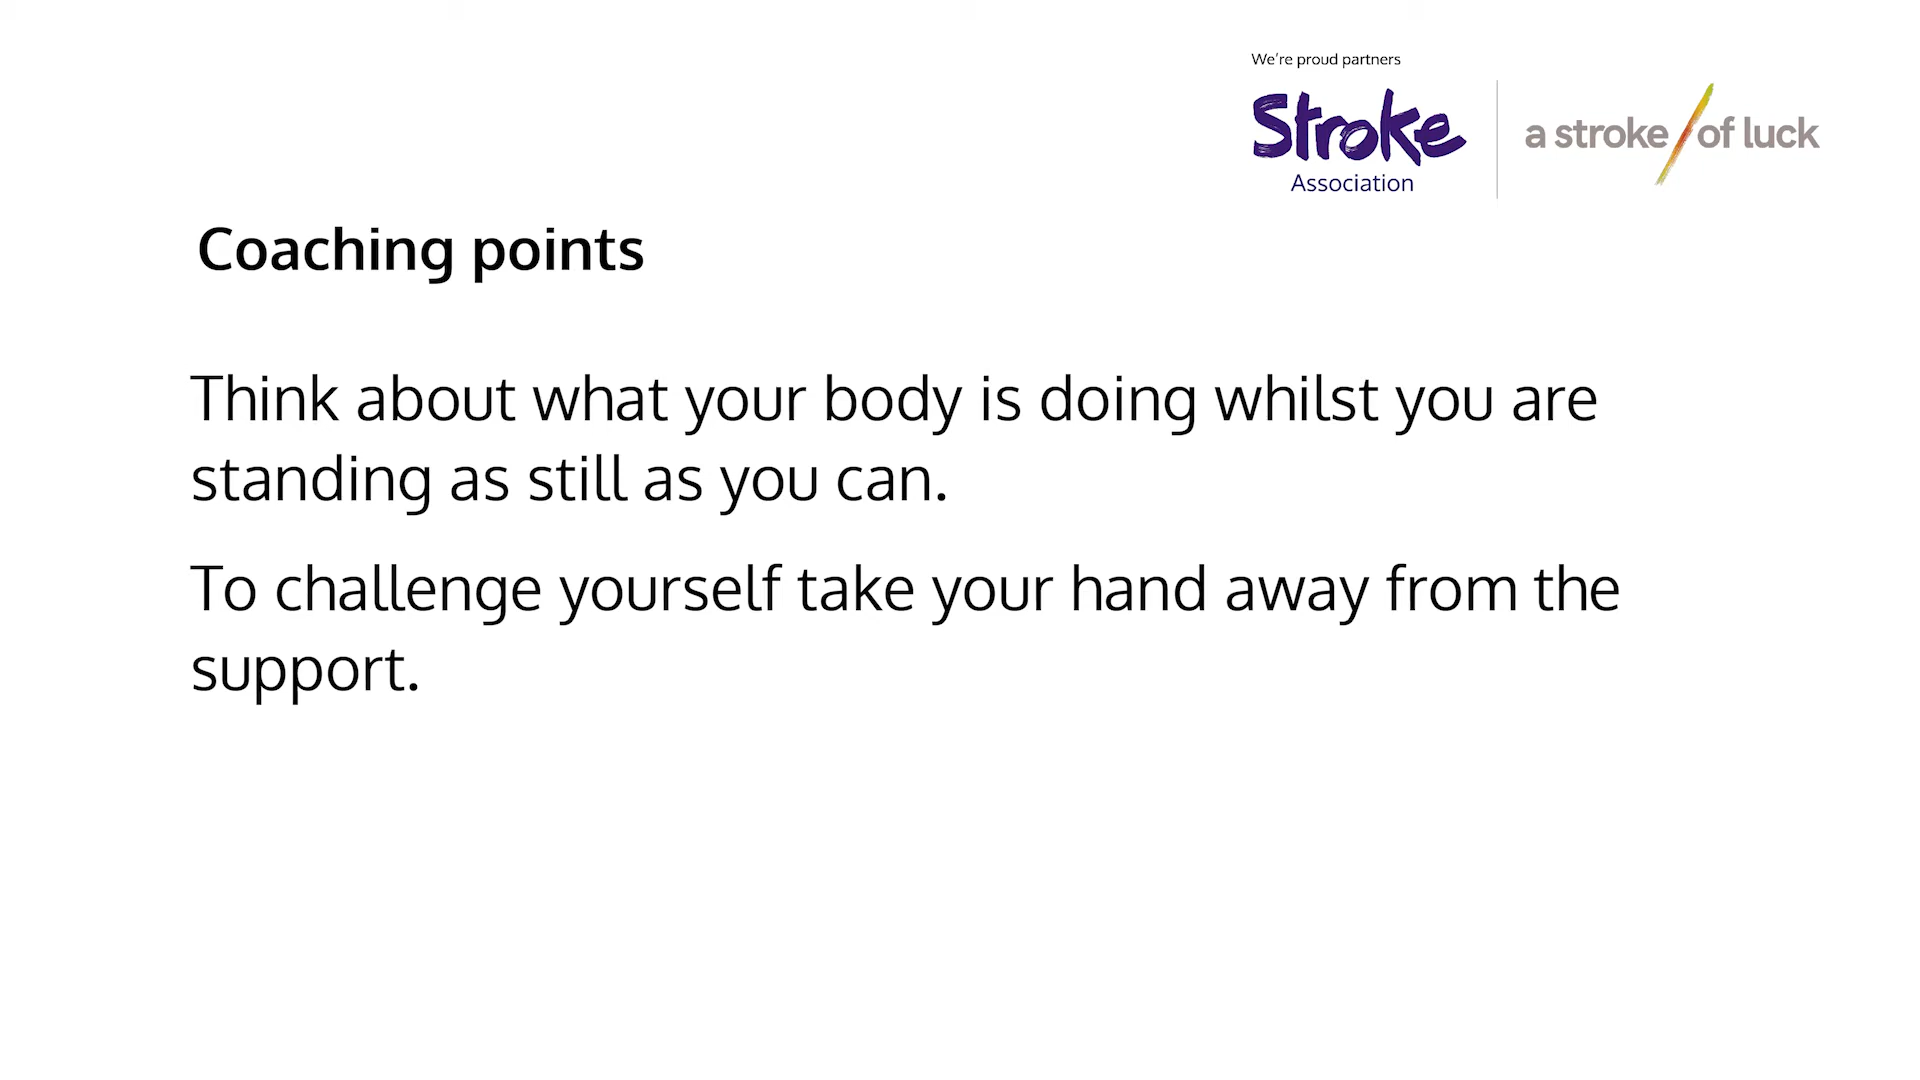 We're proud partners
Stroke
Association
a stroke of luck
Coaching points
Think about what your body is doing whilst you are
standing as still as you can.
To challenge yourself take your hand away from the
support.